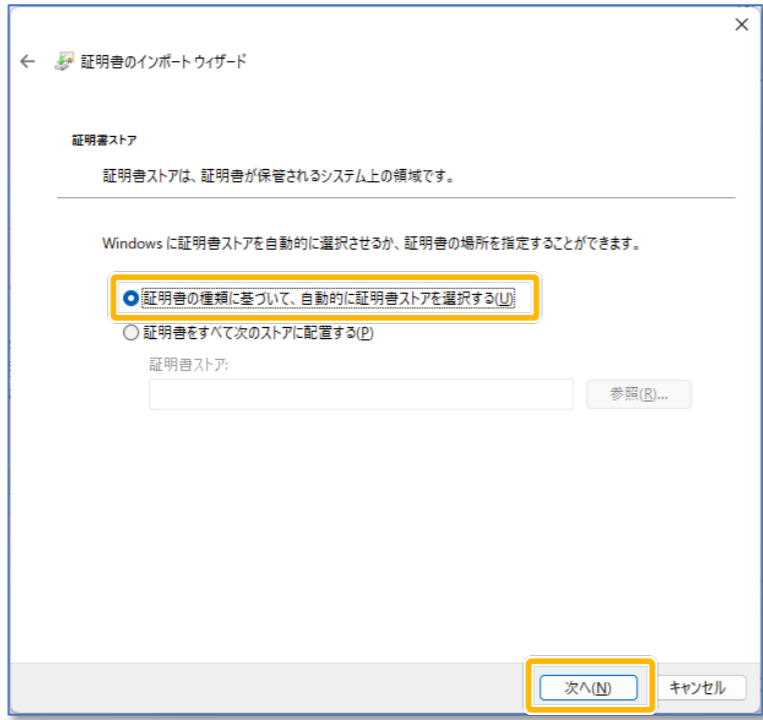 証明書のインポート ウィザード
証明書ストア
証明書ストアは、証明書が保管されるシステム上の領域です。
Windows に証明書ストアを自動的に選択させるか、証明書の場所を指定することができます。
証明書の種類に基づいて、自動的に証明書ストアを選択する(U)
証明書をすべて次のストアに配置する(P)
証明書ストア:
参照(R)...
次へ(N) キャンセル